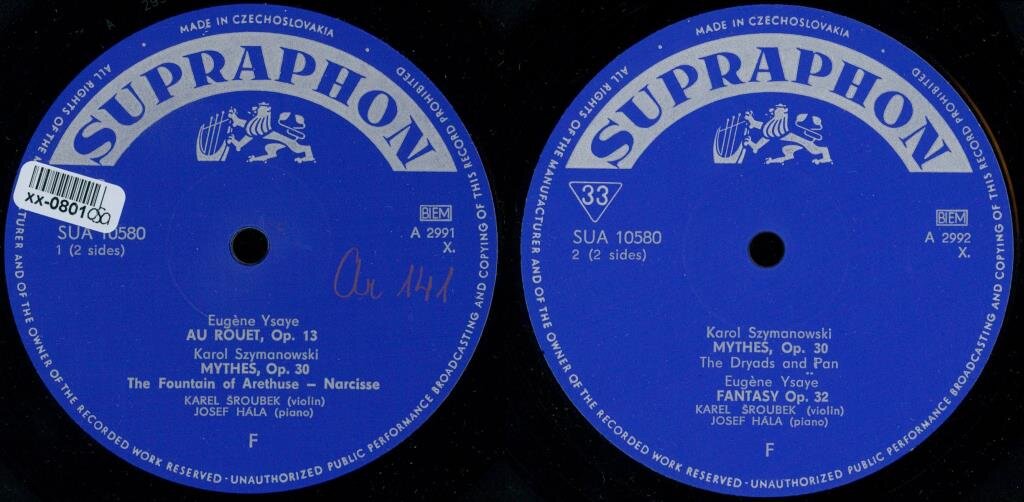 MADE IN CZECHOSLOVAKIA
SUPRAPHON
xx-0801
SUA 10580
1 (2 sides)
BIEM
A 2991
X.
Ar 141
Eugène Ysaye
AU ROUET, Op. 13
Karol Szymanowski
MYTHES, Op. 30
The Fountain of Arethuse – Narcisse
KAREL ŠROUBEK (violin)
JOSEF HÁLA (piano)
F
ALL RIGHTS OF THE
TURER AND OF THE OWNER OF THE RECORDED WORK RESERVED - UNAUTHORIZED PUBLIC PERFORMANCE BROADCASTING AND COPYING OF THIS RECORD PROHIBITED
MADE IN CZECHOSLOVAKIA
SUPRAPHON
33
SUA 10580
2 (2 sides)
BIEM
A 2992
X.
Karol Szymanowski
MYTHES, Op. 30
The Dryads and Pan
Eugène Ysaye
FANTASY Op. 32
KAREL ŠROUBEK (violin)
JOSEF HÁLA (piano)
F
ALL RIGHTS OF THE MANUFACTURER AND OF THE OWNER OF THE RECORDED WORK RESERVED - UNAUTHORIZED PUBLIC PERFORMANCE BROADCASTING AND COPYING OF THIS RECORD PROHIBITED